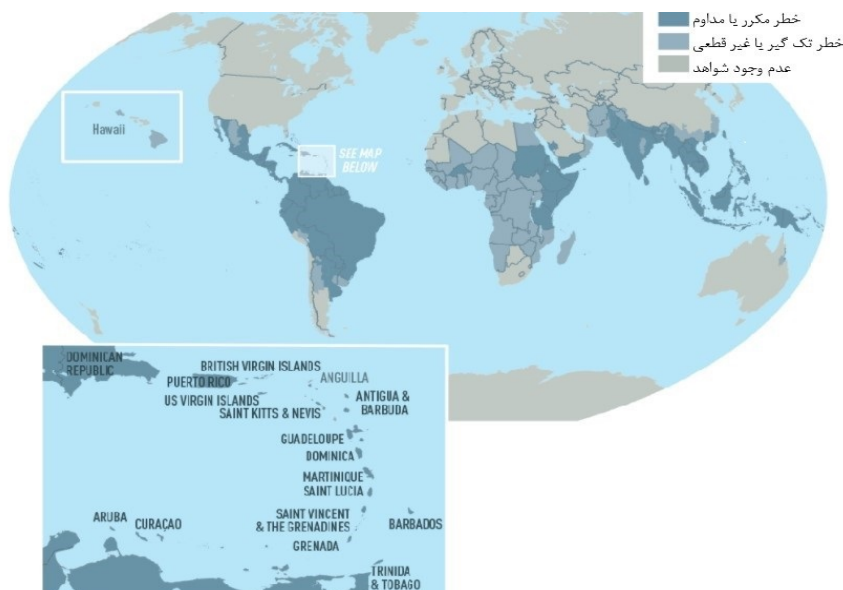 خطر مکرر یا مداوم
خطر تک گیر یا غیر قطعی
عدم وجود شواهد
Hawaii
SEE MAP
BELOW
DOMINICAN
REPUBLIC
BRITISH VIRGIN ISLANDS
PUERTO RICO
ANGUILLA
US VIRGIN ISLANDS
SAINT KITTS & NEVIS
ANTIGUA &
BARBUDA
GUADELOUPE
DOMINICA
MARTINIQUE
SAINT LUCIA
SAINT VINCENT
& THE GRENADINES
BARBADOS
ARUBA
CURAÇAO
GRENADA
TRINIDA
& TOBAGO